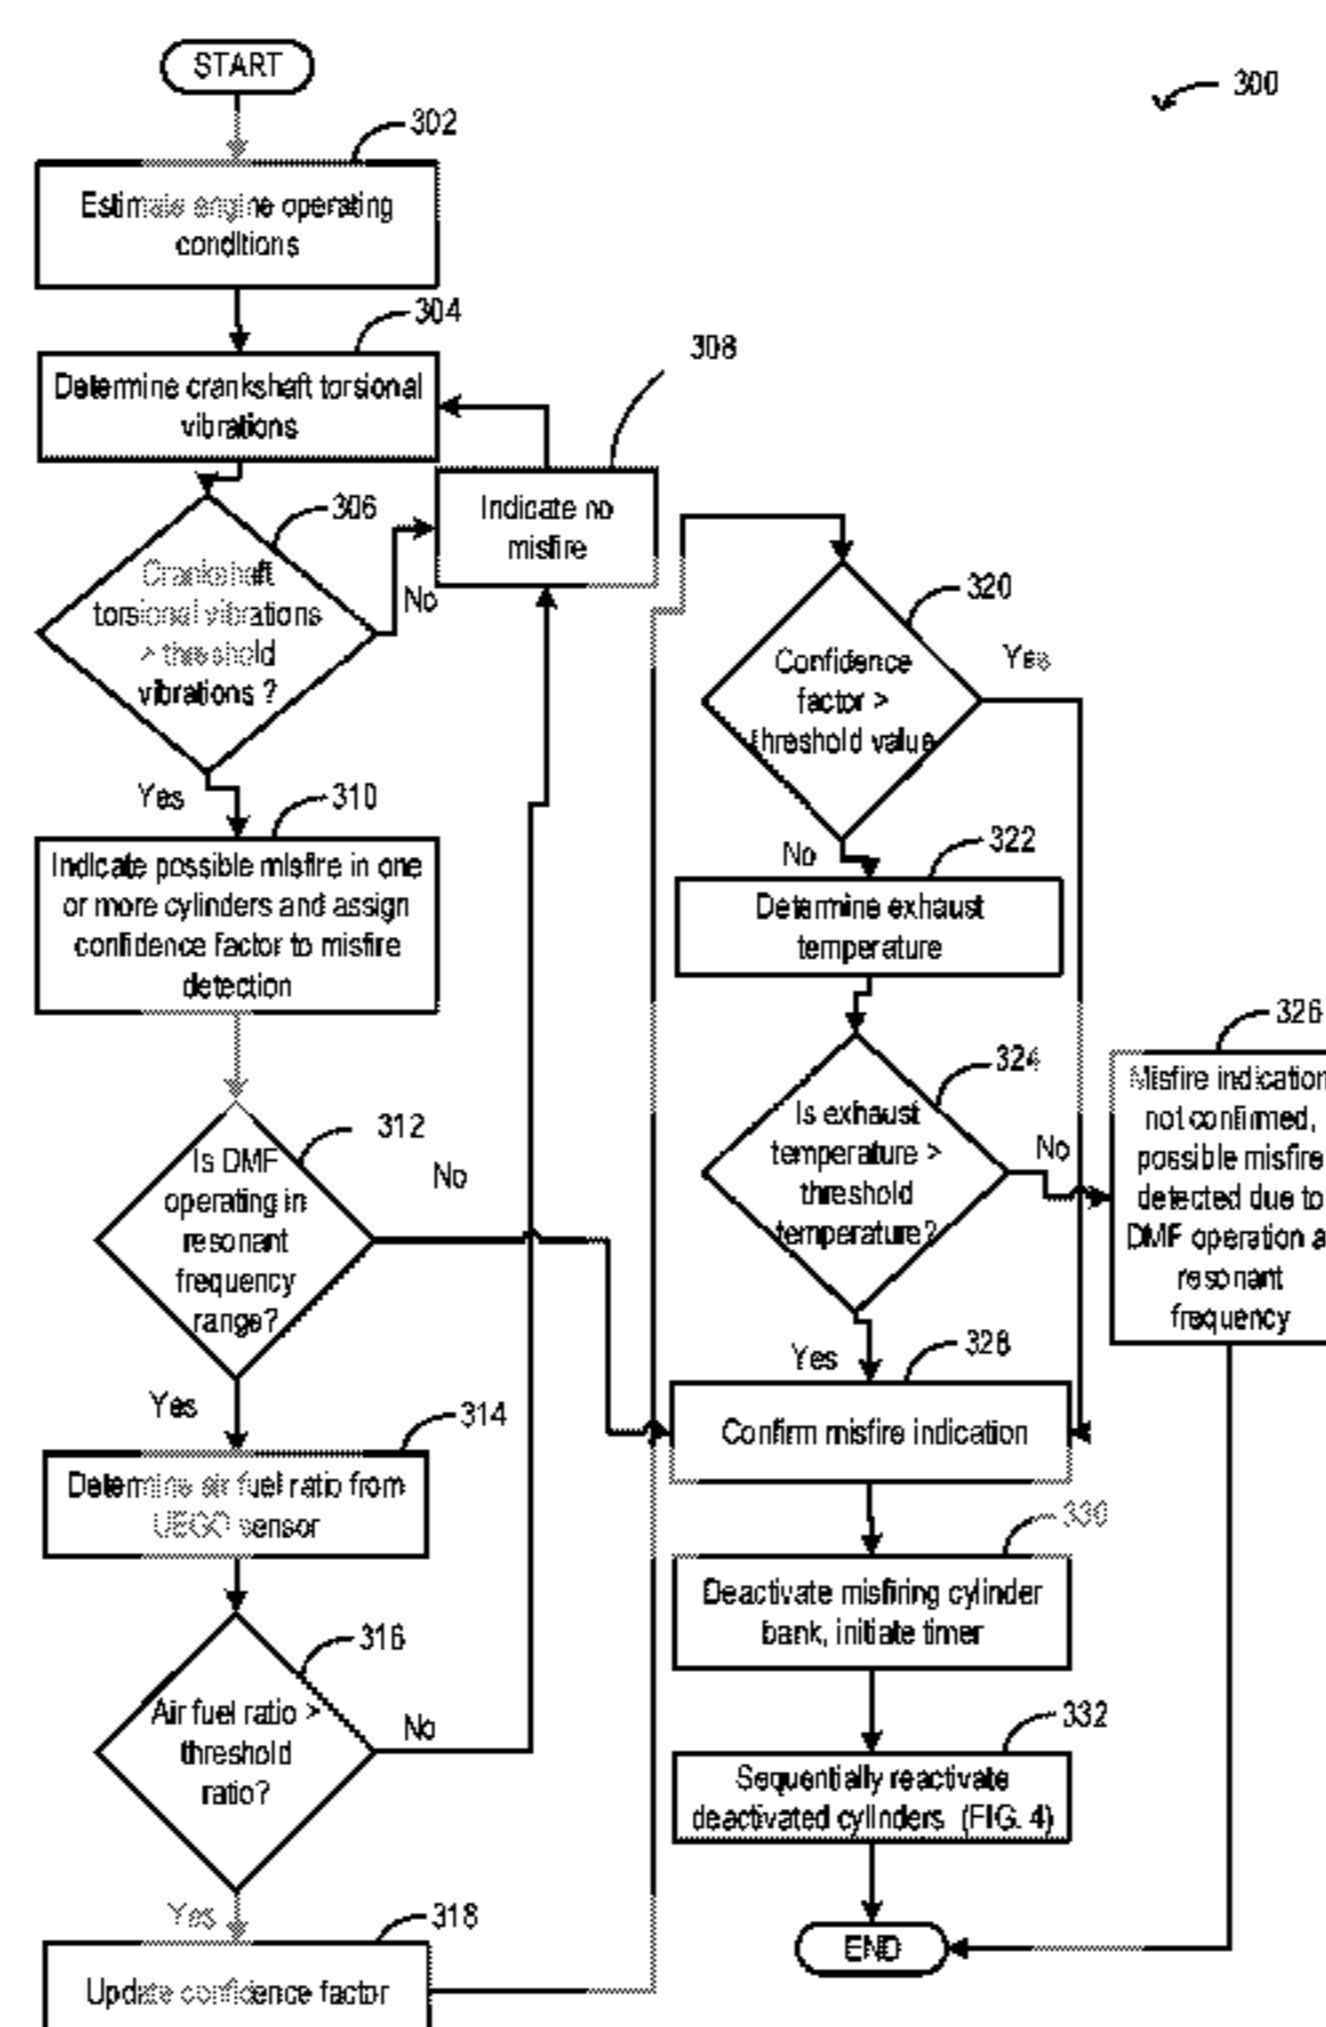 START
300
302
Estimate engine operating
conditions
304
Determine crankshaft torsional
vibrations
308
Indicate no
misfire
306
Crankshaft
torsional vibrations
> threshold
vibrations ?
No
Yes
310
Indicate possible misfire in one
or more cylinders and assign
confidence factor to misfire
detection
312
Is DMF
operating in
resonant
frequency
range?
No
Yes
314
Determine air fuel ratio from
UEGO sensor
316
Air fuel ratio >
threshold
ratio?
No
Yes
318
Update confidence factor
320
Confidence
factor >
threshold value
Yes
No
322
Determine exhaust
temperature
324
Is exhaust
temperature >
threshold
temperature?
No
326
Misfire indication
not confirmed,
possible misfire
detected due to
DMF operation a
resonant
frequency
Yes
328
Confirm misfire indication
330
Deactivate misfiring cylinder
bank, initiate timer
332
Sequentially reactivate
deactivated cylinders (FIG. 4)
END